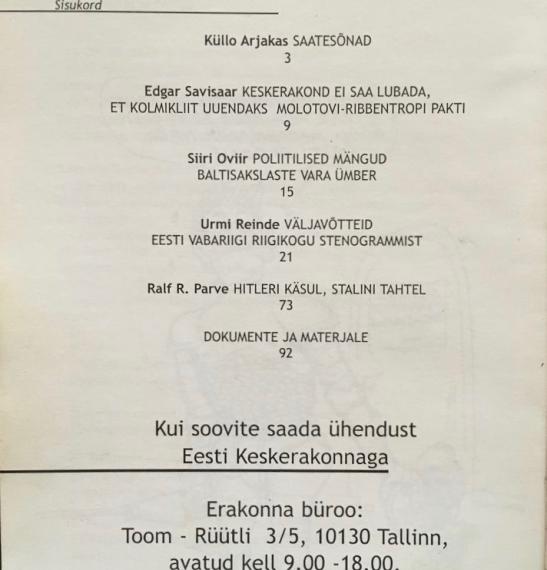 Sisukord
Küllo Arjakas SAATESÕNAD
3
Edgar Savisaar KESKERAKOND EI SAA LUBADA,
ET KOLMIKLIIT UUENDAKS MOLOTOVI-RIBBENTROPI PAKTI
9
Siiri Oviir POLIITILISED MÄNGUD
BALTISAKSLASTE VARA ÜMBER
15
Urmi Reinde VÄLJAVÕTTEID
EESTI VABARIIGI RIIGIKOGU STENOGRAMMIST
21
Ralf R. Parve HITLERI KÄSUL, STALINI TAHTEL
73
DOKUMENTE JA MATERJALE
92
Kui soovite saada ühendust
Eesti Keskerakonnaga
Erakonna büroo:
Toom - Rüütli 3/5, 10130 Tallinn,
avatud kell 9.00 -18.00.